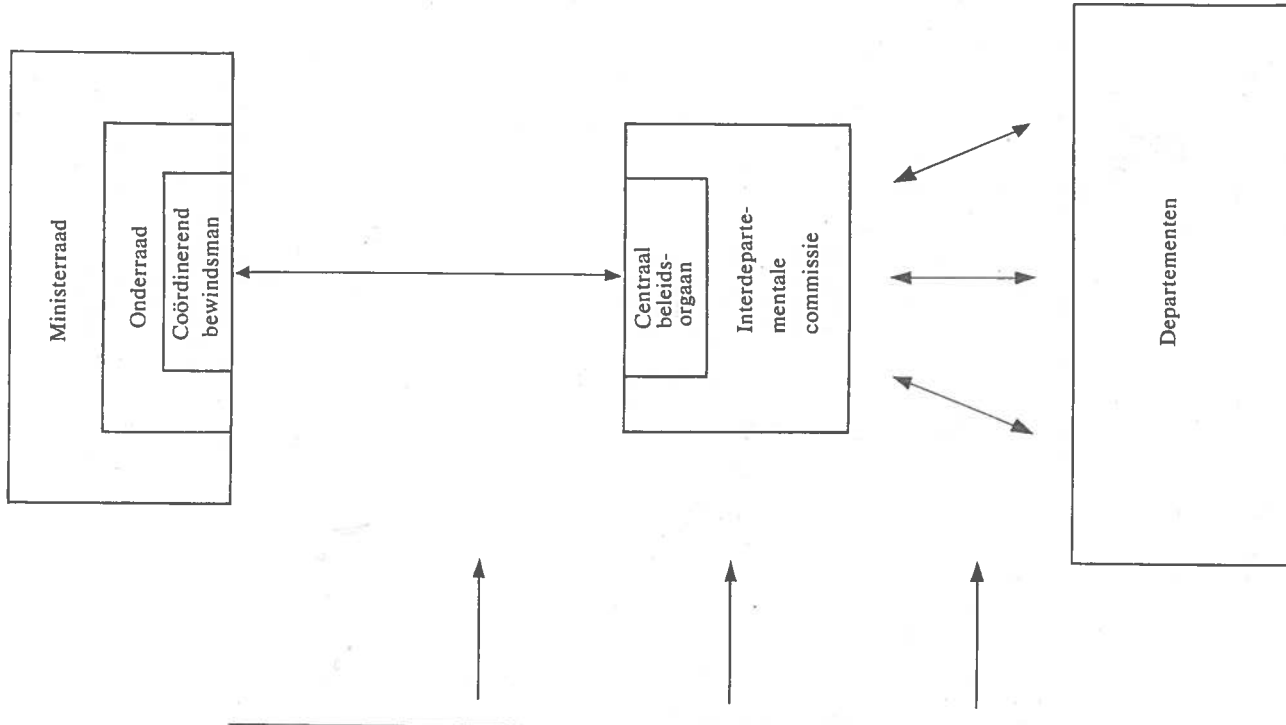 Ministerraad
Onderraad
Coördinerend
bewindsman
Centraal
beleids-
orgaan
Interdeparte-
mentale
commissie
Departementen